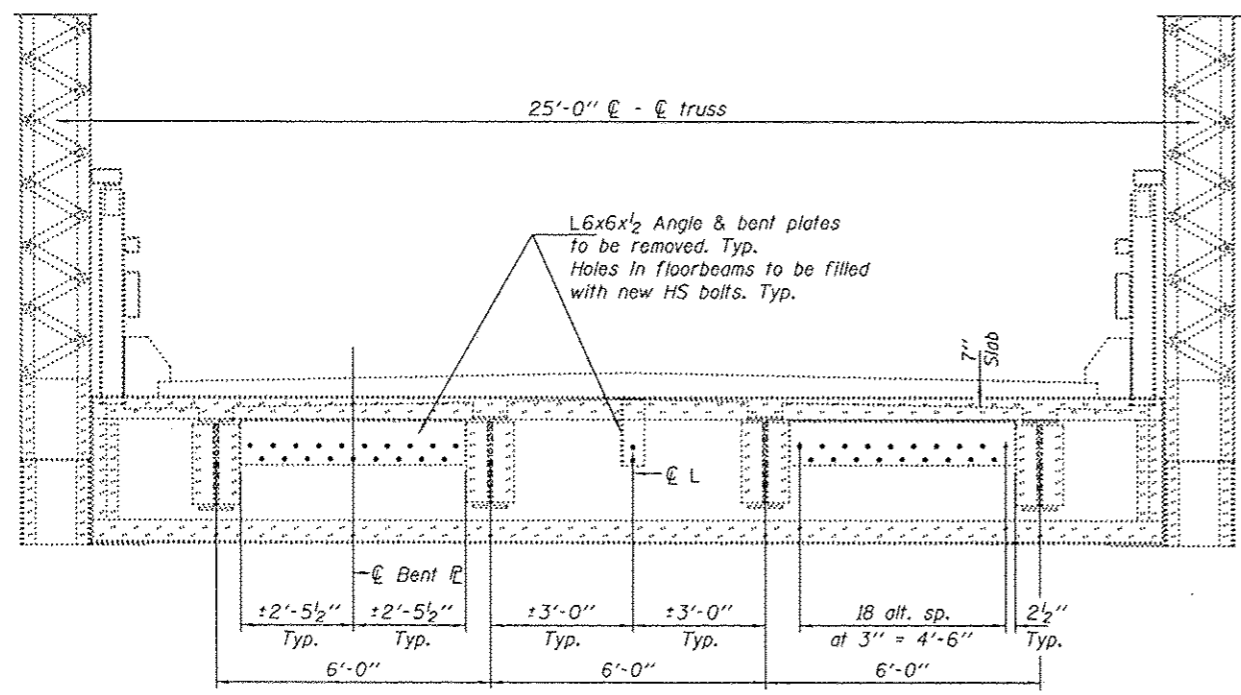 25'-0" ℄ - ℄ truss
L6x6x½ Angle & bent plates
to be removed. Typ.
Holes in floorbeams to be filled
with new HS bolts. Typ.
7"
Slab
℄ L
℄ Bent ⅊
±2'-5½"
Typ.
±2'-5½"
Typ.
±3'-0"
Typ.
±3'-0"
Typ.
18 alt. sp.
at 3" = 4'-6"
2½"
Typ.
6'-0"
6'-0"
6'-0"